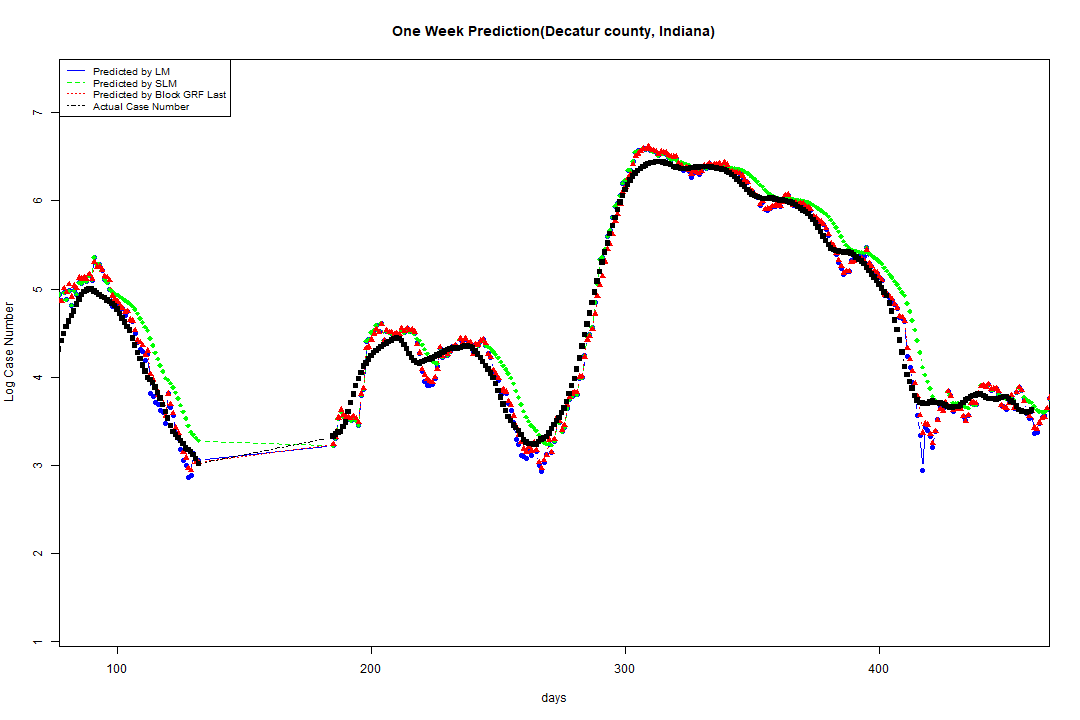 One Week Prediction(Decatur county, Indiana)
Predicted by LM
Predicted by SLM
Predicted by Block GRF Last
Actual Case Number
7
6
5
4
3
2
1
Log Case Number
100 200 300 400
days